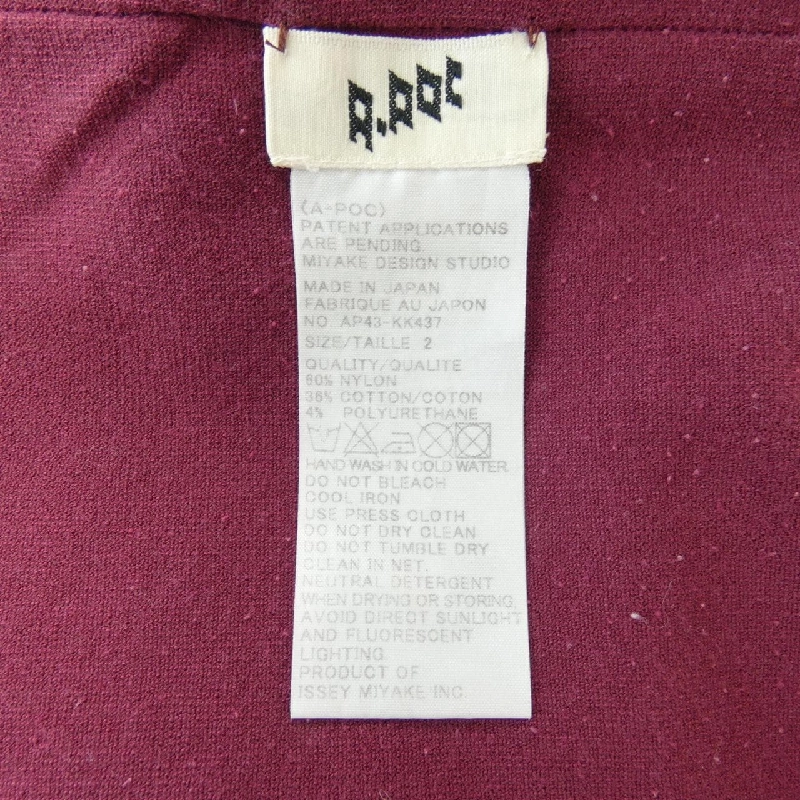 a.poc
(A-POC)
PATENT APPLICATIONS
ARE PENDING.
MIYAKE DESIGN STUDIO
MADE IN JAPAN
FABRIQUE AU JAPON
NO. AP43-KK437
SIZE/TAILLE 2
QUALITY/QUALITE
60% NYLON
36% COTTON/COTON
4% POLYURETHANE
HAND WASH IN COLD WATER
DO NOT BLEACH
COOL IRON
USE PRESS CLOTH
DO NOT DRY CLEAN
DO NOT TUMBLE DRY
CLEAN IN NET.
NEUTRAL DETERGENT
WHEN DRYING OR STORING,
AVOID DIRECT SUNLIGHT
AND FLUORESCENT
LIGHTING
PRODUCT OF
ISSEY MIYAKE INC.